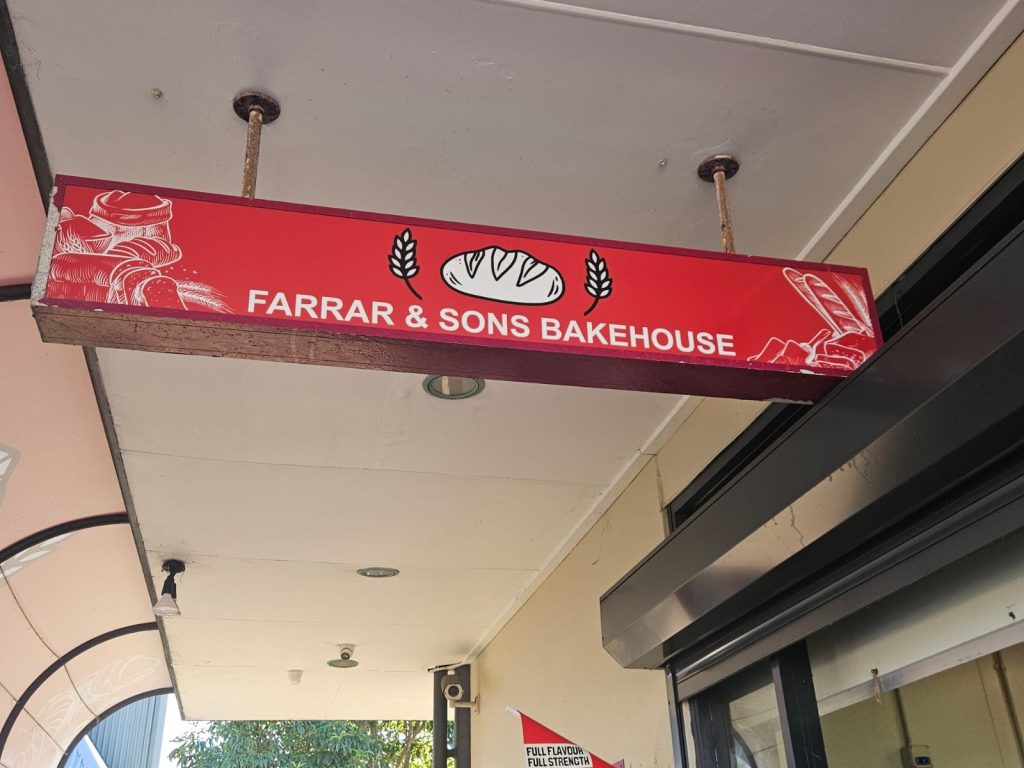 FARRAR & SONS BAKEHOUSE
FULL FLAVOUR
FULL STRENGTH